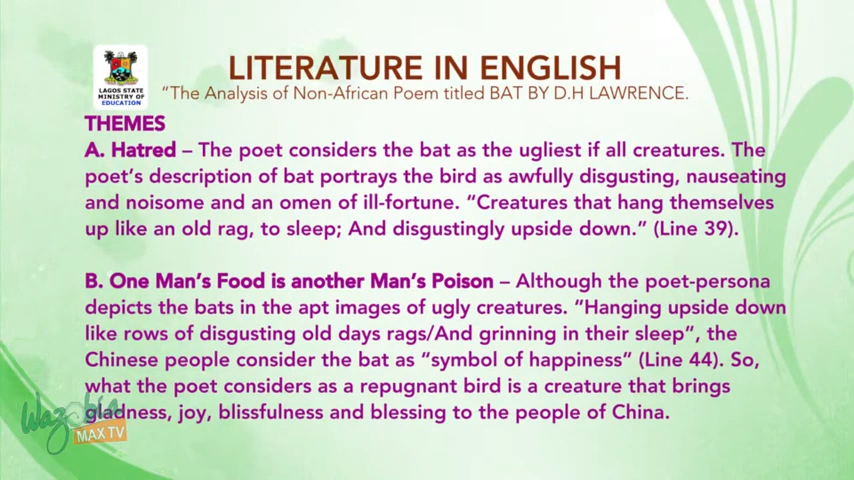 LAGOS STATE
MINISTRY OF
EDUCATION
LITERATURE IN ENGLISH
“The Analysis of Non-African Poem titled BAT BY D.H LAWRENCE.
THEMES
A. Hatred – The poet considers the bat as the ugliest if all creatures. The
poet’s description of bat portrays the bird as awfully disgusting, nauseating
and noisome and an omen of ill-fortune. “Creatures that hang themselves
up like an old rag, to sleep; And disgustingly upside down.” (Line 39).
B. One Man’s Food is another Man’s Poison – Although the poet-persona
depicts the bats in the apt images of ugly creatures. “Hanging upside down
like rows of disgusting old days rags/And grinning in their sleep”, the
Chinese people consider the bat as “symbol of happiness” (Line 44). So,
what the poet considers as a repugnant bird is a creature that brings
gladness, joy, blissfulness and blessing to the people of China.
Wazobia
MAX TV